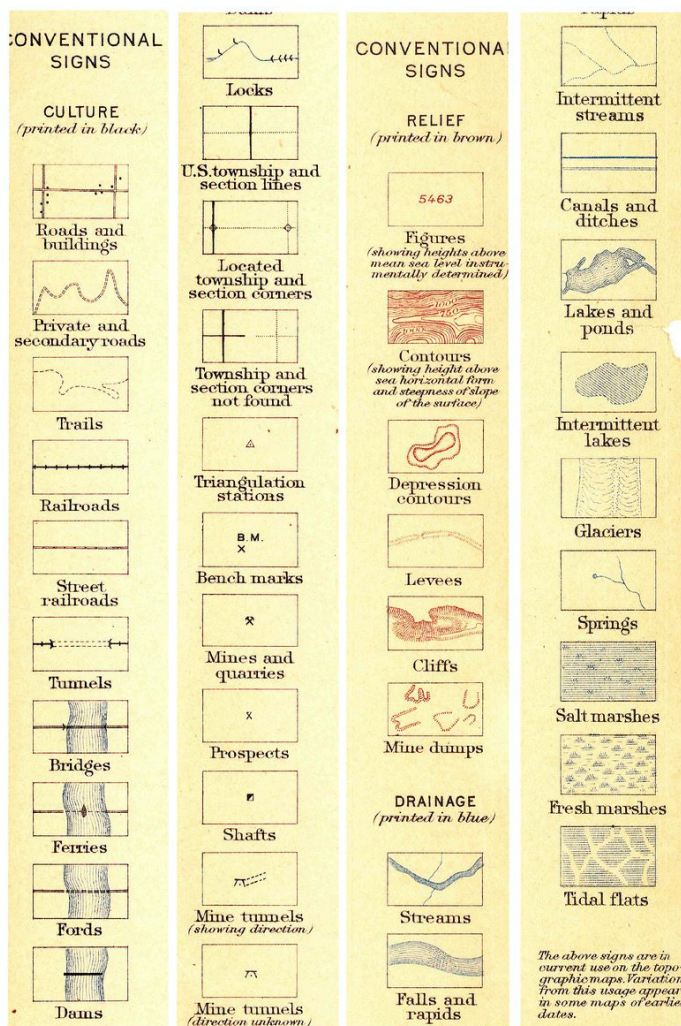 CONVENTIONAL
SIGNS
CULTURE
(printed in black)
Roads and
buildings
Private and
secondary roads
Trails
Railroads
Street
railroads
Tunnels
Bridges
Ferries
Fords
Dams
Locks
U.S. township and
section lines
Located
township and
section corners
Township and
section corners
not found
Triangulation
stations
B.M.
Bench marks
Mines and
quarries
Prospects
Shafts
Mine tunnels
(showing direction)
Mine tunnels
(direction unknown)
CONVENTIONA
SIGNS
RELIEF
(printed in brown)
5463
Figures
(showing heights above
mean sea level instru-
mentally determined)
1000
750
Contours
(showing height above
sea horizontal form
and steepness of slope
of the surface)
Depression
contours
Levees
Cliffs
Mine dumps
DRAINAGE
(printed in blue)
Streams
Falls and
rapids
Intermittent
streams
Canals and
ditches
Lakes and
ponds
Intermittent
lakes
Glaciers
Springs
Salt marshes
Fresh marshes
Tidal flats
The above signs are in
current use on the topo-
graphic maps. Variation
from this usage appear
in some maps of earlie
dates.